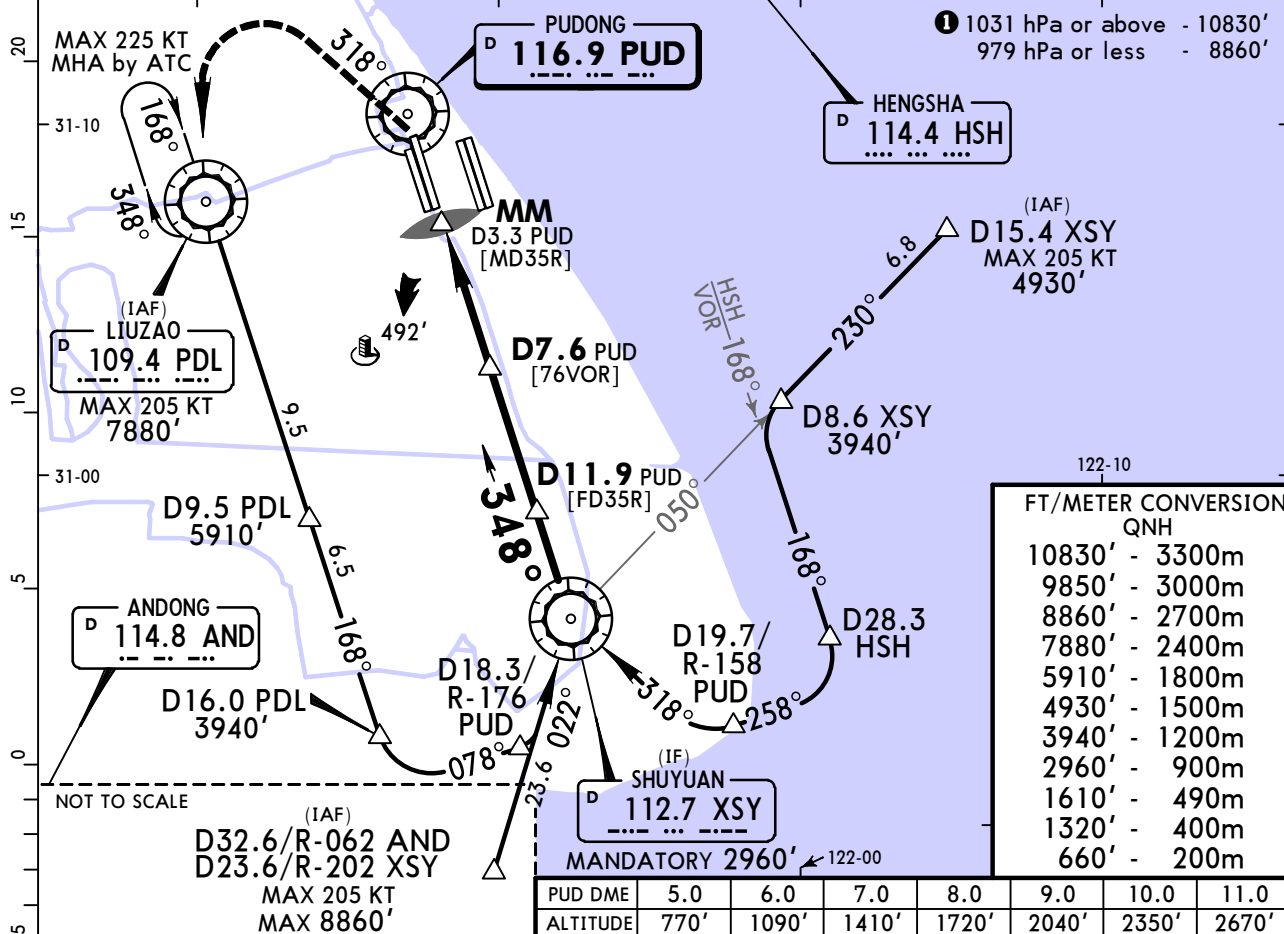 MAX 225 KT
MHA by ATC
318°
PUDONG
D 116.9 PUD
❶ 1031 hPa or above - 10830'
979 hPa or less - 8860'
HENGSHA
D 114.4 HSH
20
31-10
168°
348°
15
MM
D3.3 PUD
[MD35R]
(IAF)
D15.4 XSY
MAX 205 KT
4930'
6.8
230°
HSH
VOR 168°
(IAF)
LIUZAO
D 109.4 PDL
MAX 205 KT
7880'
492'
D7.6 PUD
[76VOR]
D8.6 XSY
3940'
10
9.5
31-00
122-10
D11.9 PUD
[FD35R]
050°
348°
D9.5 PDL
5910'
6.5
168°
168°
FT/METER CONVERSION
QNH
10830' - 3300m
9850' - 3000m
8860' - 2700m
7880' - 2400m
5910' - 1800m
4930' - 1500m
3940' - 1200m
2960' - 900m
1610' - 490m
1320' - 400m
660' - 200m
5
ANDONG
D 114.8 AND
D28.3
HSH
D19.7/
R-158
PUD
318°
258°
D18.3/
R-176
PUD
D16.0 PDL
3940'
078°
022°
23.6
0
NOT TO SCALE
(IF)
SHUYUAN
D 112.7 XSY
MANDATORY 2960'
122-00
(IAF)
D32.6/R-062 AND
D23.6/R-202 XSY
MAX 205 KT
MAX 8860'
5
PUD DME 5.0 6.0 7.0 8.0 9.0 10.0 11.0
ALTITUDE 770' 1090' 1410' 1720' 2040' 2350' 2670'